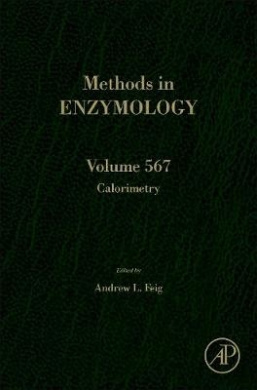 Methods in
ENZYMOLOGY
Volume 567
Calorimetry
Edited by
Andrew L. Feig
AP